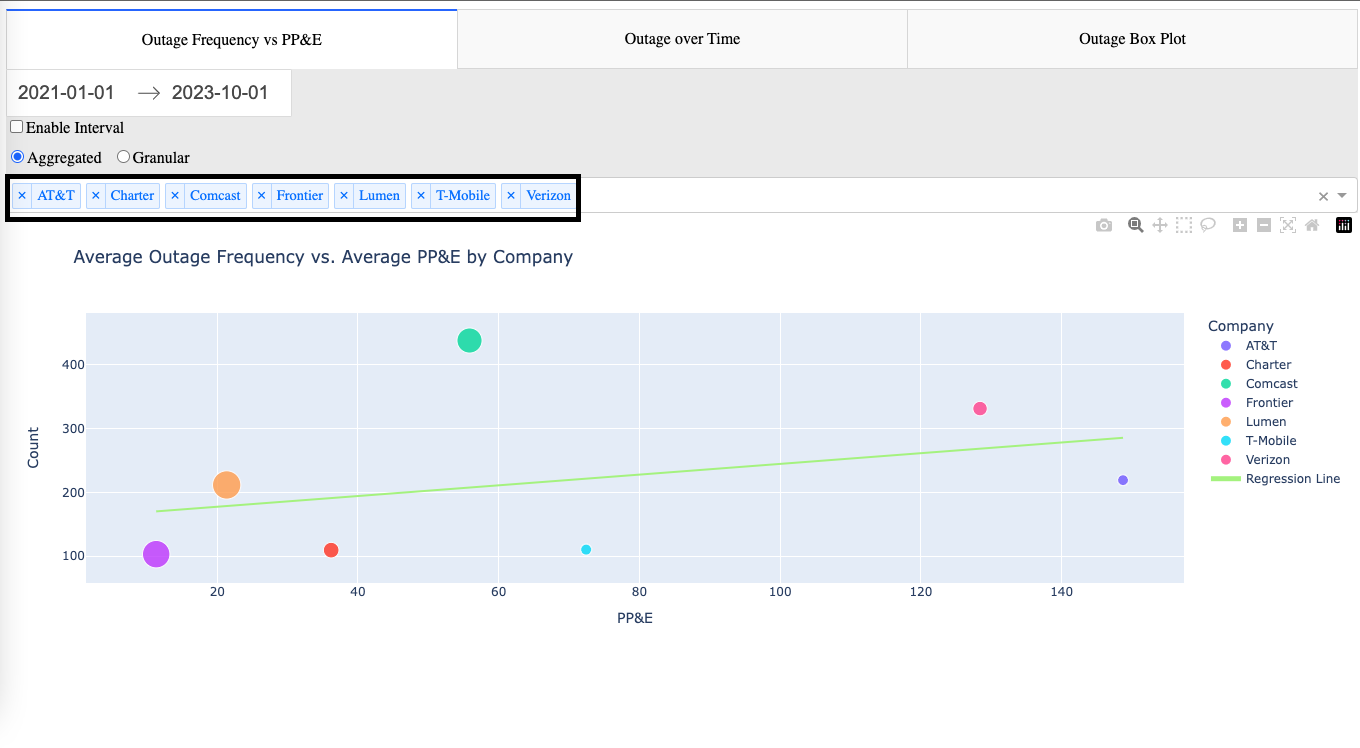 Outage Frequency vs PP&E
Outage over Time
Outage Box Plot
2021-01-01 → 2023-10-01
Enable Interval
Aggregated Granular
× AT&T × Charter × Comcast × Frontier × Lumen × T-Mobile × Verizon
Average Outage Frequency vs. Average PP&E by Company
Count
400
300
200
100
20 40 60 80 100 120 140
PP&E
Company
AT&T
Charter
Comcast
Frontier
Lumen
T-Mobile
Verizon
Regression Line